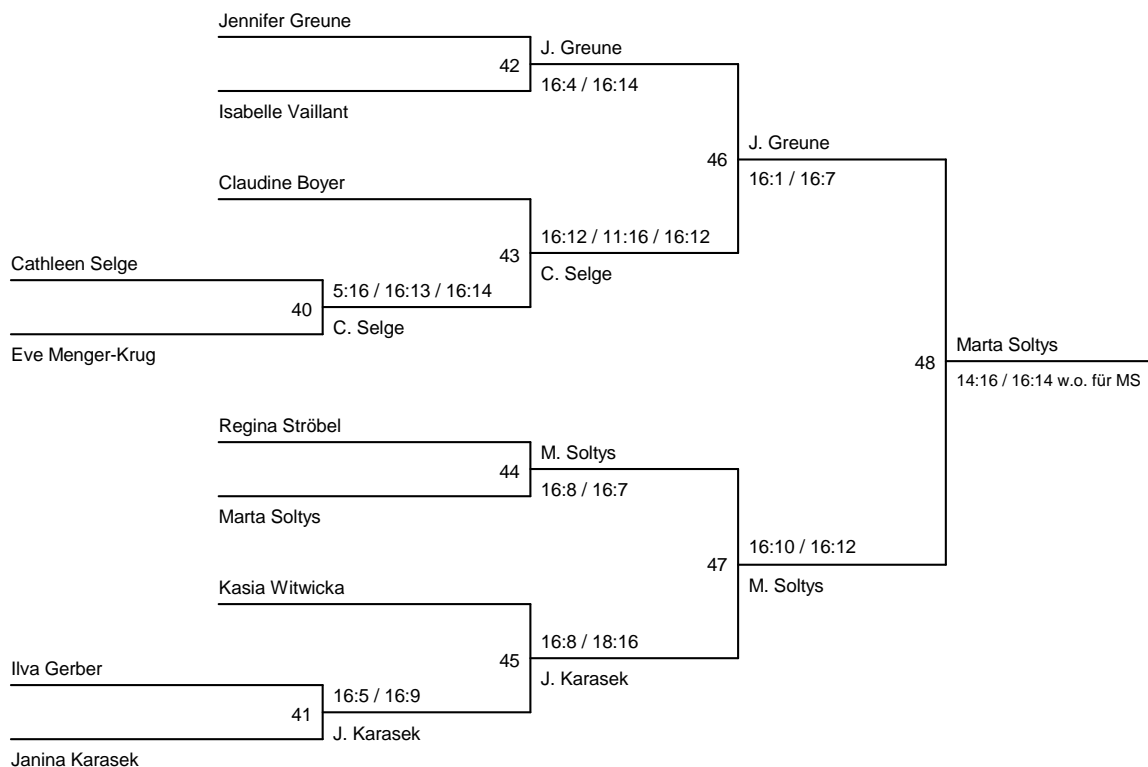 Jennifer Greune
J. Greune
42
16:4 / 16:14
Isabelle Vaillant
J. Greune
46
16:1 / 16:7
Claudine Boyer
16:12 / 11:16 / 16:12
43
C. Selge
Cathleen Selge
5:16 / 16:13 / 16:14
40
C. Selge
Eve Menger-Krug
Marta Soltys
48
14:16 / 16:14 w.o. für MS
Regina Ströbel
M. Soltys
44
16:8 / 16:7
Marta Soltys
16:10 / 16:12
47
M. Soltys
Kasia Witwicka
16:8 / 18:16
45
J. Karasek
Ilva Gerber
16:5 / 16:9
41
J. Karasek
Janina Karasek